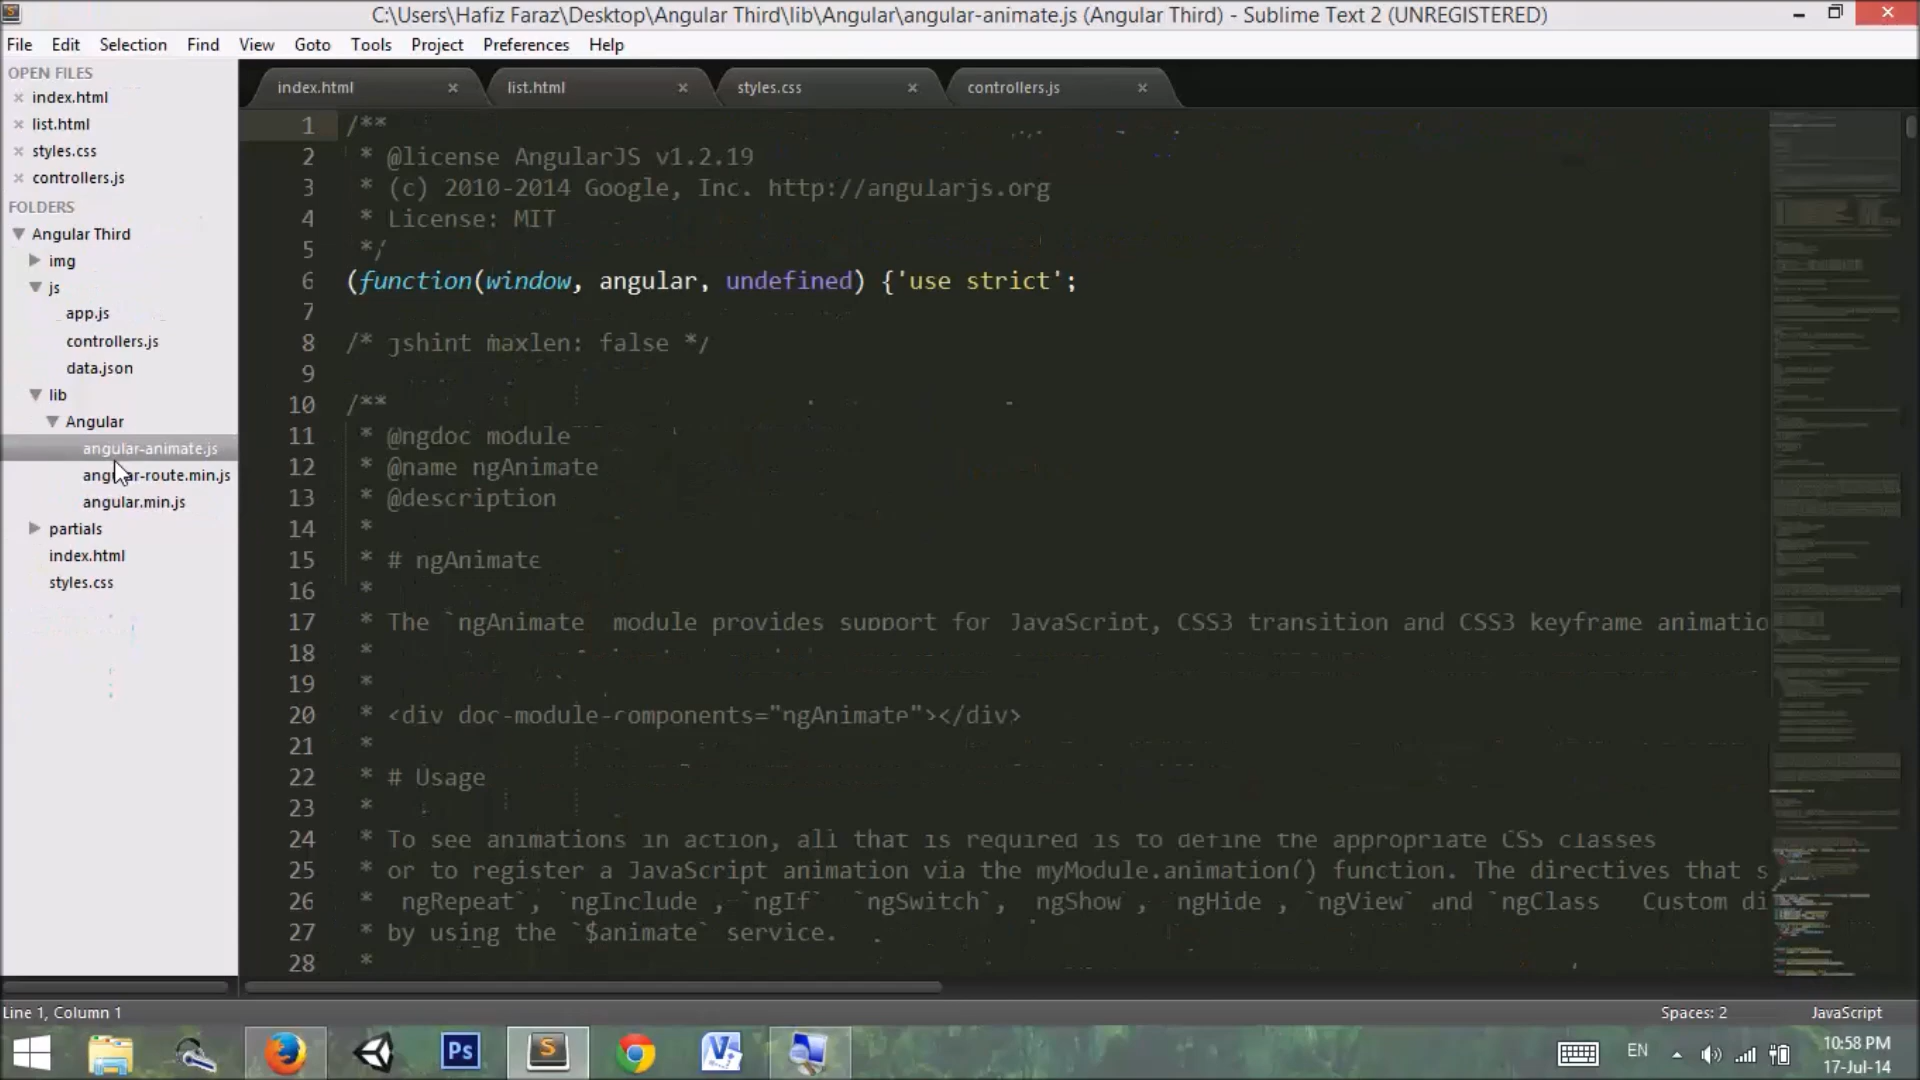 C:\Users\Hafiz Faraz\Desktop\Angular Third\lib\Angular\angular-animate.js (Angular Third) - Sublime Text 2 (UNREGISTERED)
File Edit Selection Find View Goto Tools Project Preferences Help
OPEN FILES
index.html
list.html
styles.css
controllers.js
FOLDERS
Angular Third
img
js
app.js
controllers.js
data.json
lib
Angular
angular-animate.js
angular-route.min.js
angular.min.js
partials
index.html
styles.css
index.html list.html styles.css controllers.js
1 /**
2 * @license AngularJS v1.2.19
3 * (c) 2010-2014 Google, Inc. http://angularjs.org
4 * License: MIT
5 */
6 (function(window, angular, undefined) {'use strict';
7
8 /* jshint maxlen: false */
9
10 /**
11 * @ngdoc module
12 * @name ngAnimate
13 * @description
14 *
15 * # ngAnimate
16 *
17 * The `ngAnimate module provides support for JavaScript, CSS3 transition and CSS3 keyframe animatio
18 *
19 *
20 * <div doc-module-components="ngAnimate"></div>
21 *
22 * # Usage
23 *
24 * To see animations in action, all that is required is to define the appropriate CSS classes
25 * or to register a JavaScript animation via the myModule.animation() function. The directives that s
26 * ngRepeat`, `ngInclude , `ngIf` `ngSwitch`, ngShow , ngHide , `ngView` and `ngClass Custom di
27 * by using the `$animate` service.
28 *
Line 1, Column 1
Spaces: 2 JavaScript
Ps
S
EN
10:58 PM
17-Jul-14